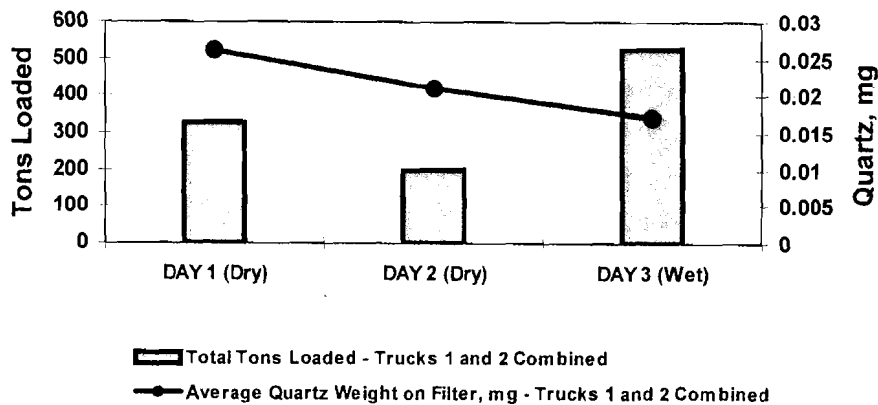 Tons Loaded
600
500
400
300
200
100
0
0.03
0.025
0.02
0.015
0.01
0.005
0
Quartz, mg
DAY 1 (Dry)
DAY 2 (Dry)
DAY 3 (Wet)
Total Tons Loaded - Trucks 1 and 2 Combined
Average Quartz Weight on Filter, mg - Trucks 1 and 2 Combined